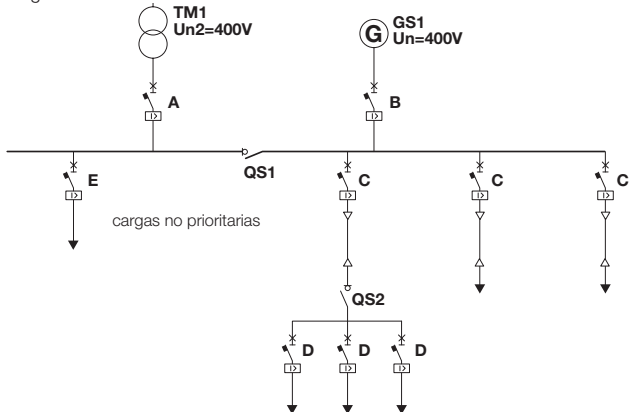 TM1
Un2=400V
G
GS1
Un=400V
A
B
I>
I>
QS1
E
C
C
C
I>
I>
I>
I>
cargas no prioritarias
QS2
D
D
D
I>
I>
I>